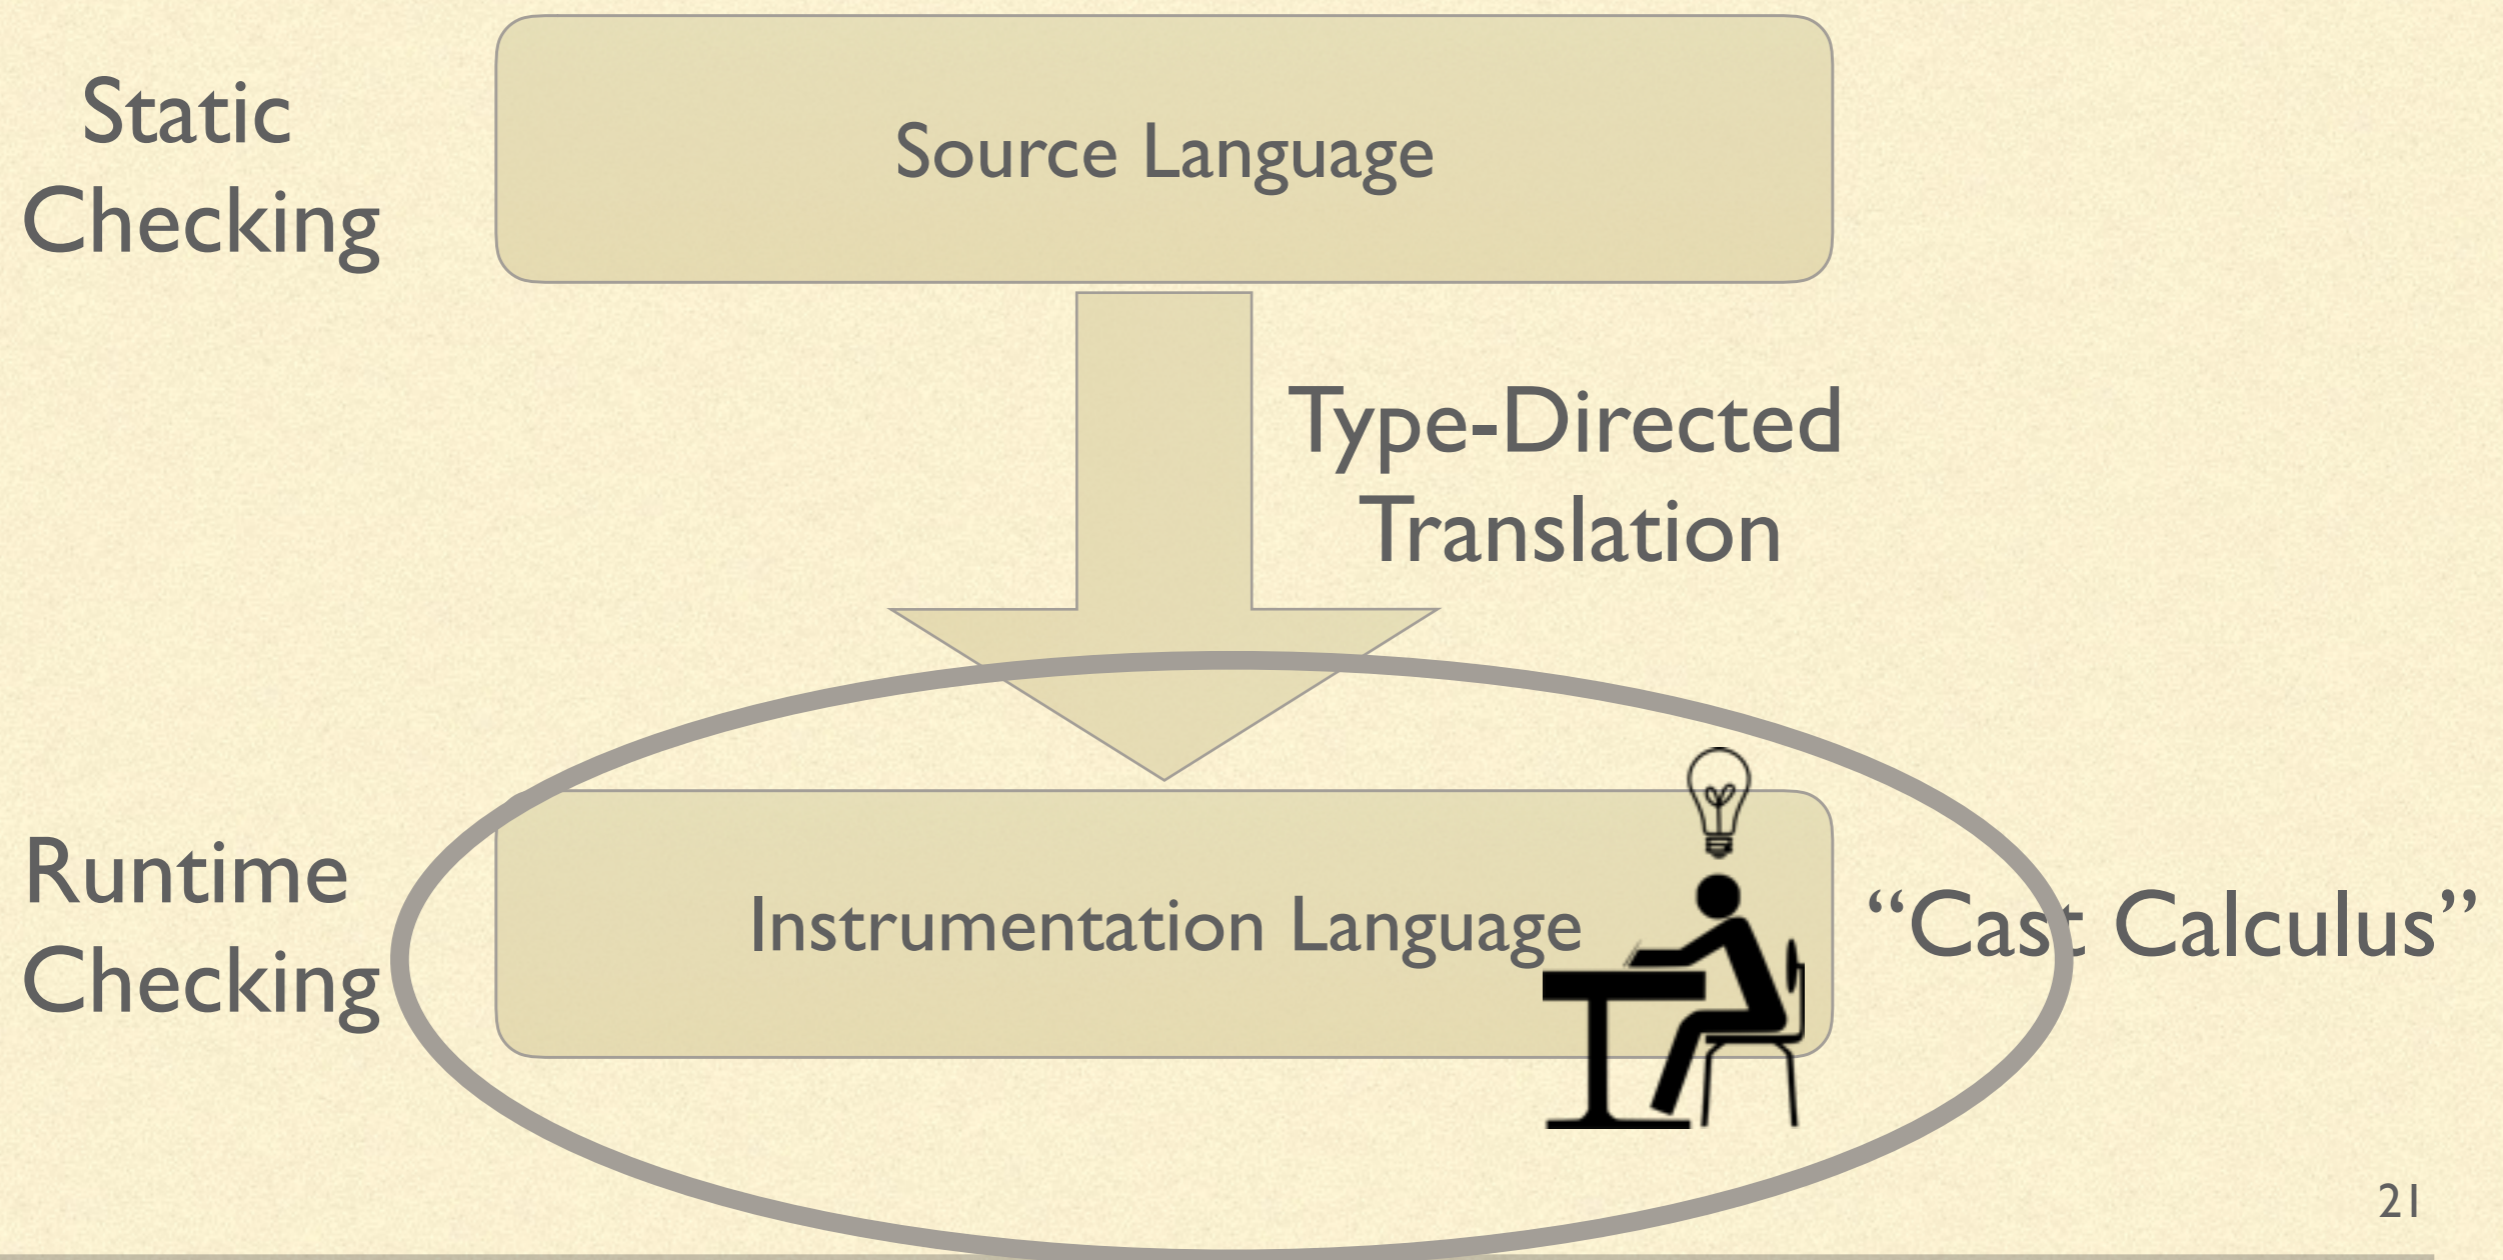 Static
Checking
Source Language
Type-Directed
Translation
Runtime
Checking
Instrumentation Language
“Cast Calculus”
21